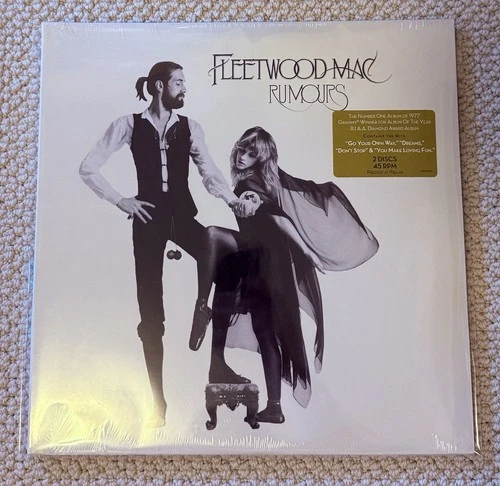 FLEETWOOD MAC
RUMOURS
THE NUMBER ONE ALBUM OF 1977
GRAMMY® WINNER FOR ALBUM OF THE YEAR
R.I.A.A. DIAMOND AWARD ALBUM
CONTAINS THE HITS
"GO YOUR OWN WAY," "DREAMS,"
"DON'T STOP" & "YOU MAKE LOVING FUN."
2 DISCS
45 RPM